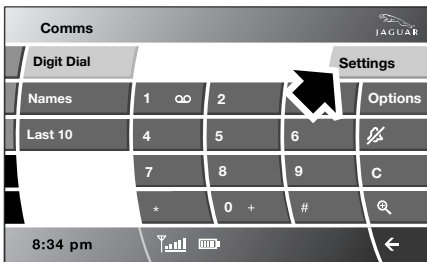 Comms
JAGUAR
Digit Dial Settings
Names 1 2 Options
Last 10 4 5 6
7 8 9 C
* 0 + #
8:34 pm